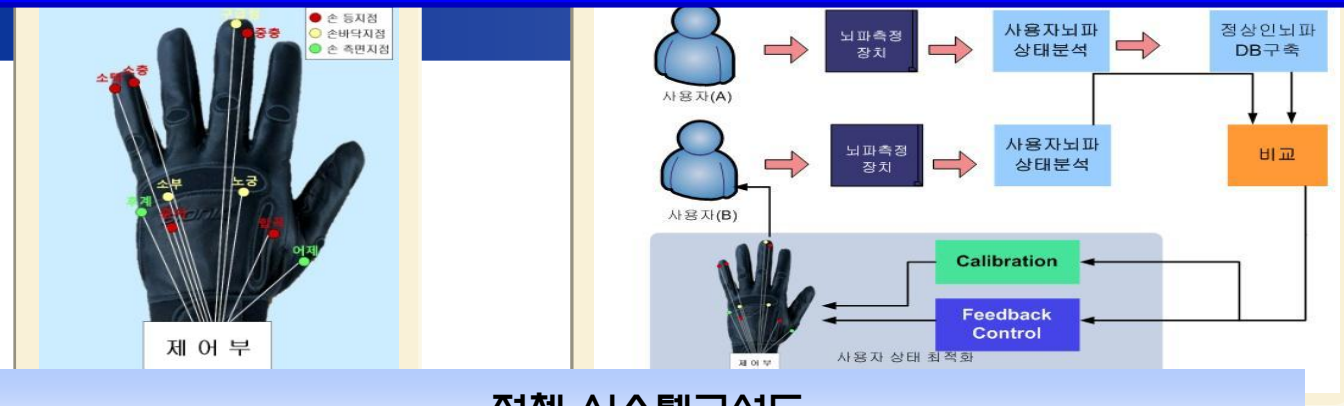 손 등지점
손바닥지점
손 측면지점
중충
소충
소부
노궁
후계
어제
제 어 부
사용자(A)
뇌파측정
장치
사용자뇌파
상태분석
정상인뇌파
DB구축
사용자(B)
뇌파측정
장치
사용자뇌파
상태분석
비교
Calibration
Feedback
Control
사용자 상태 최적화
제 어 부